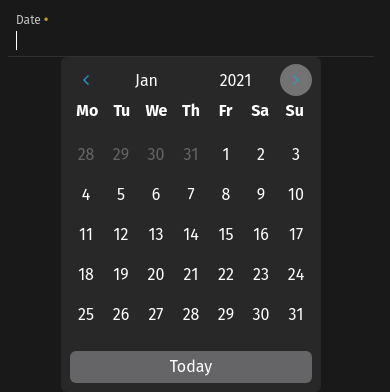 Date •
Jan 2021
Mo Tu We Th Fr Sa Su
28 29 30 31 1 2 3
4 5 6 7 8 9 10
11 12 13 14 15 16 17
18 19 20 21 22 23 24
25 26 27 28 29 30 31
Today